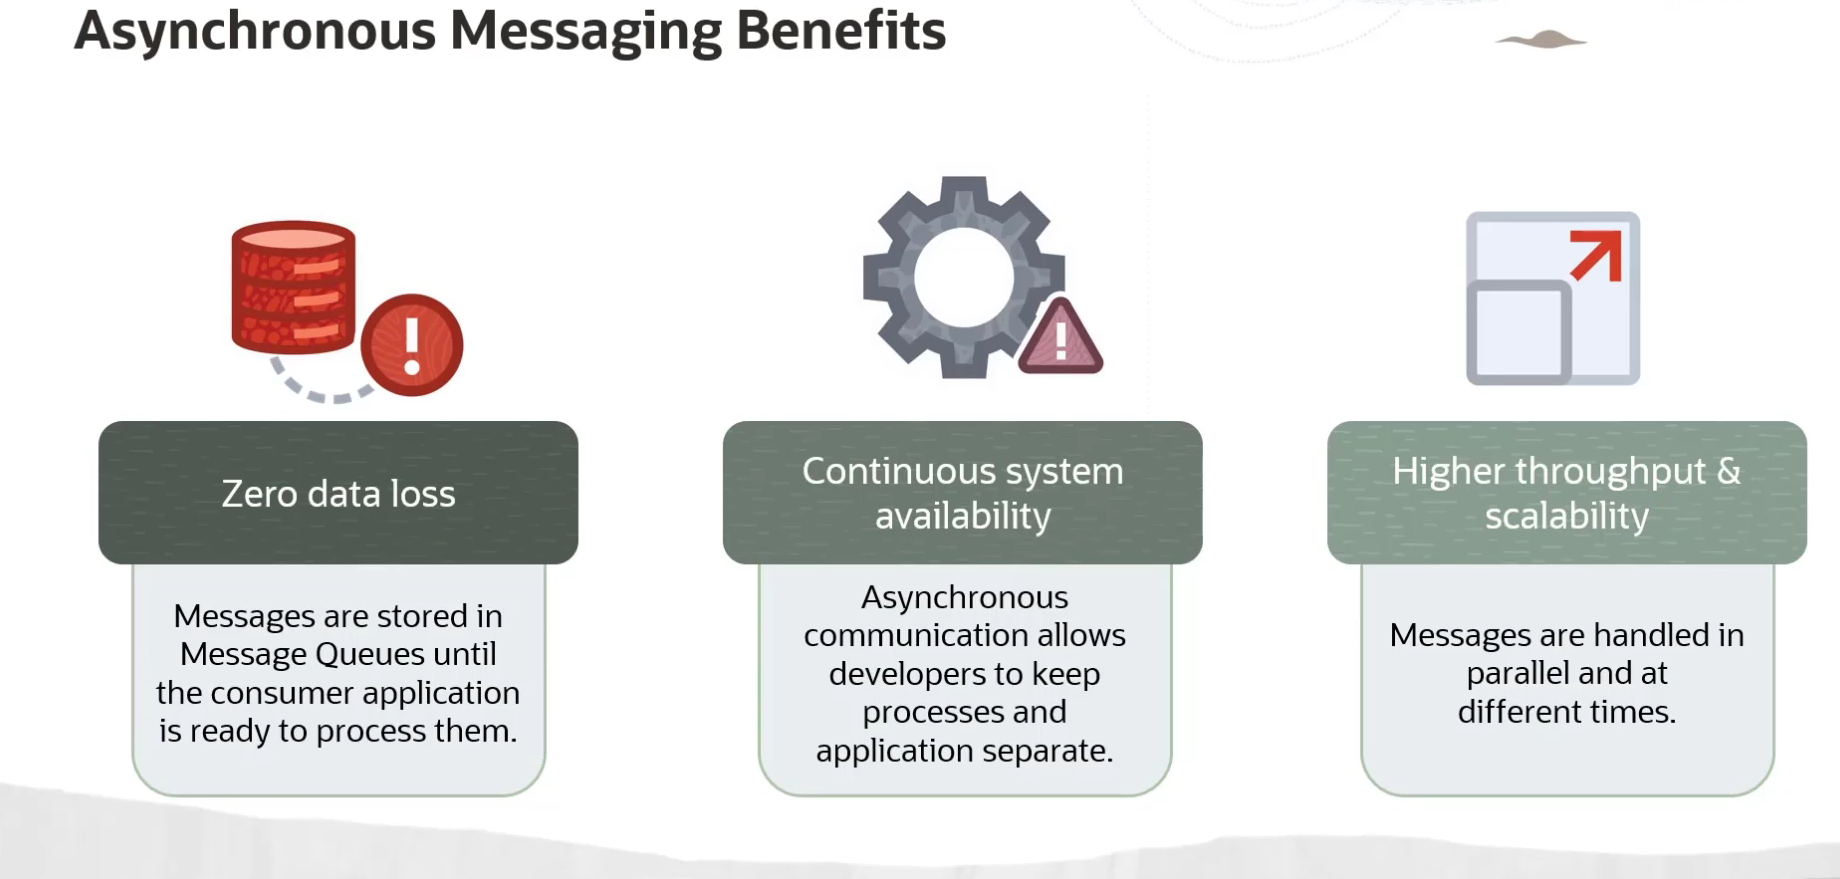 Asynchronous Messaging Benefits
Zero data loss
Messages are stored in
Message Queues until
the consumer application
is ready to process them.
Continuous system
availability
Asynchronous
communication allows
developers to keep
processes and
application separate.
Higher throughput &
scalability
Messages are handled in
parallel and at
different times.